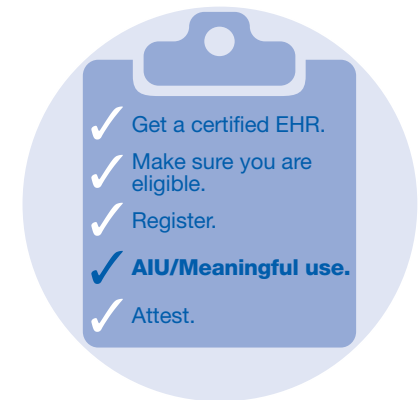 Get a certified EHR.
Make sure you are
eligible.
Register.
AIU/Meaningful use.
Attest.